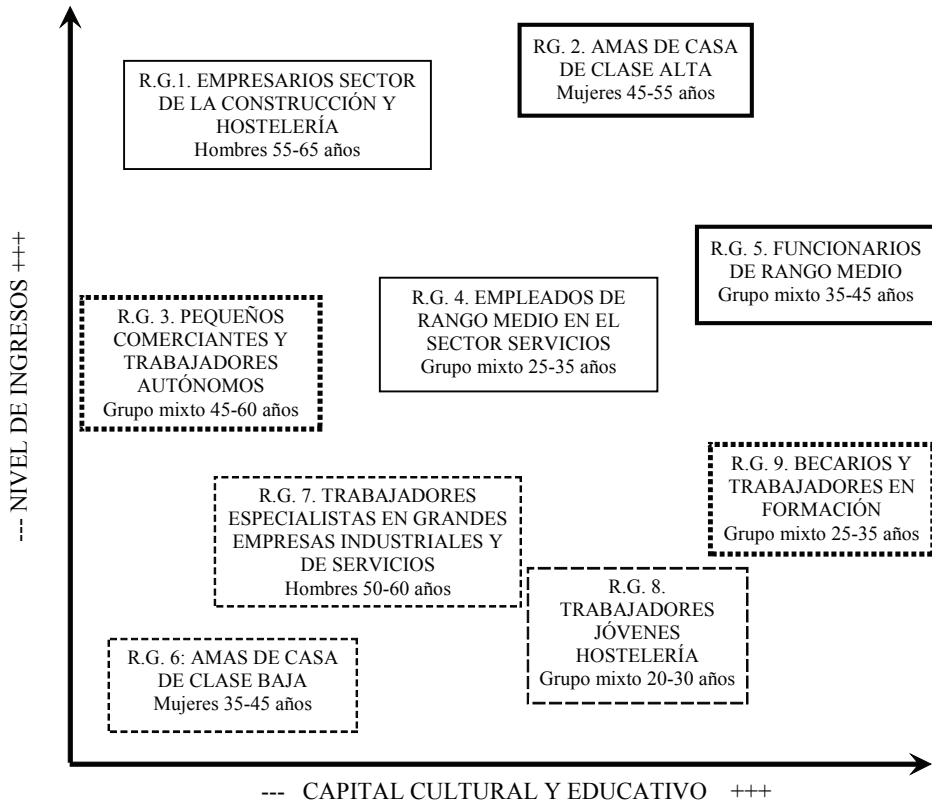 R.G.1. EMPRESARIOS SECTOR
DE LA CONSTRUCCIÓN Y
HOSTELERÍA
Hombres 55-65 años
RG. 2. AMAS DE CASA
DE CLASE ALTA
Mujeres 45-55 años
R.G. 5. FUNCIONARIOS
DE RANGO MEDIO
Grupo mixto 35-45 años
R.G. 4. EMPLEADOS DE
RANGO MEDIO EN EL
SECTOR SERVICIOS
Grupo mixto 25-35 años
R.G. 3. PEQUEÑOS
COMERCIANTES Y
TRABAJADORES
AUTÓNOMOS
Grupo mixto 45-60 años
R.G. 9. BECARIOS Y
TRABAJADORES EN
FORMACIÓN
Grupo mixto 25-35 años
R.G. 7. TRABAJADORES
ESPECIALISTAS EN GRANDES
EMPRESAS INDUSTRIALES Y
DE SERVICIOS
Hombres 50-60 años
R.G. 8.
TRABAJADORES
JÓVENES
HOSTELERÍA
Grupo mixto 20-30 años
R.G. 6: AMAS DE CASA
DE CLASE BAJA
Mujeres 35-45 años
--- NIVEL DE INGRESOS +++
--- CAPITAL CULTURAL Y EDUCATIVO +++